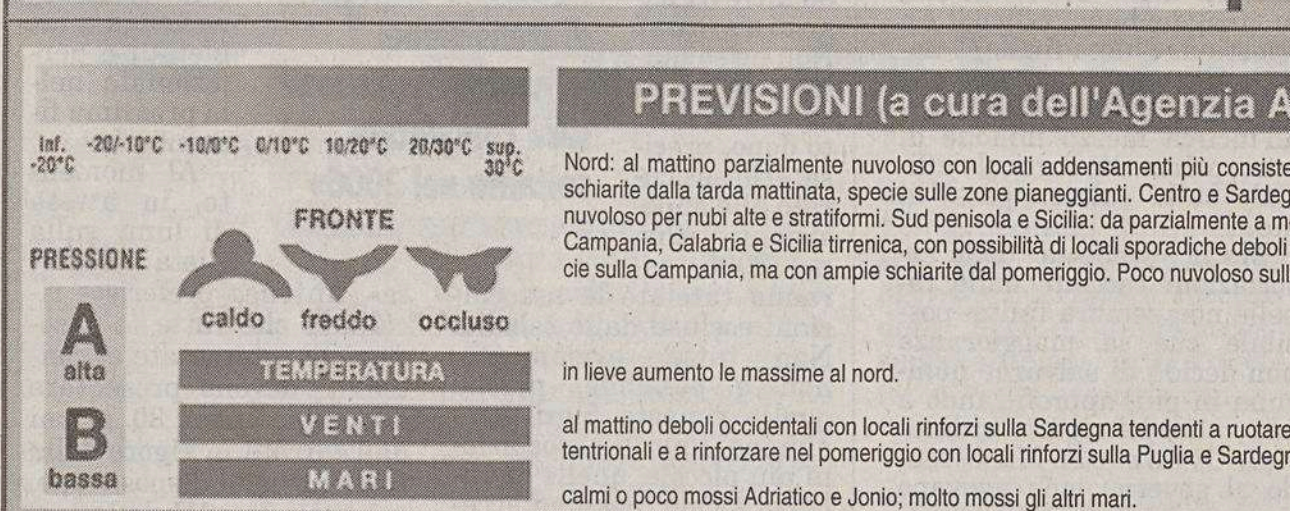 PREVISIONI (a cura dell'Agenzia A
inf. -20/-10°C -10/0°C 0/10°C 10/20°C 20/30°C sup.
-20°C 30°C
FRONTE
caldo freddo occluso
PRESSIONE
A
alta
B
bassa
Nord: al mattino parzialmente nuvoloso con locali addensamenti più consiste
schiarite dalla tarda mattinata, specie sulle zone pianeggianti. Centro e Sardeg
nuvoloso per nubi alte e stratiformi. Sud penisola e Sicilia: da parzialmente a m
Campania, Calabria e Sicilia tirrenica, con possibilità di locali sporadiche deboli
cie sulla Campania, ma con ampie schiarite dal pomeriggio. Poco nuvoloso sull
TEMPERATURA
in lieve aumento le massime al nord.
VENTI
al mattino deboli occidentali con locali rinforzi sulla Sardegna tendenti a ruotare
tentrionali e a rinforzare nel pomeriggio con locali rinforzi sulla Puglia e Sardegn
MARI
calmi o poco mossi Adriatico e Jonio; molto mossi gli altri mari.